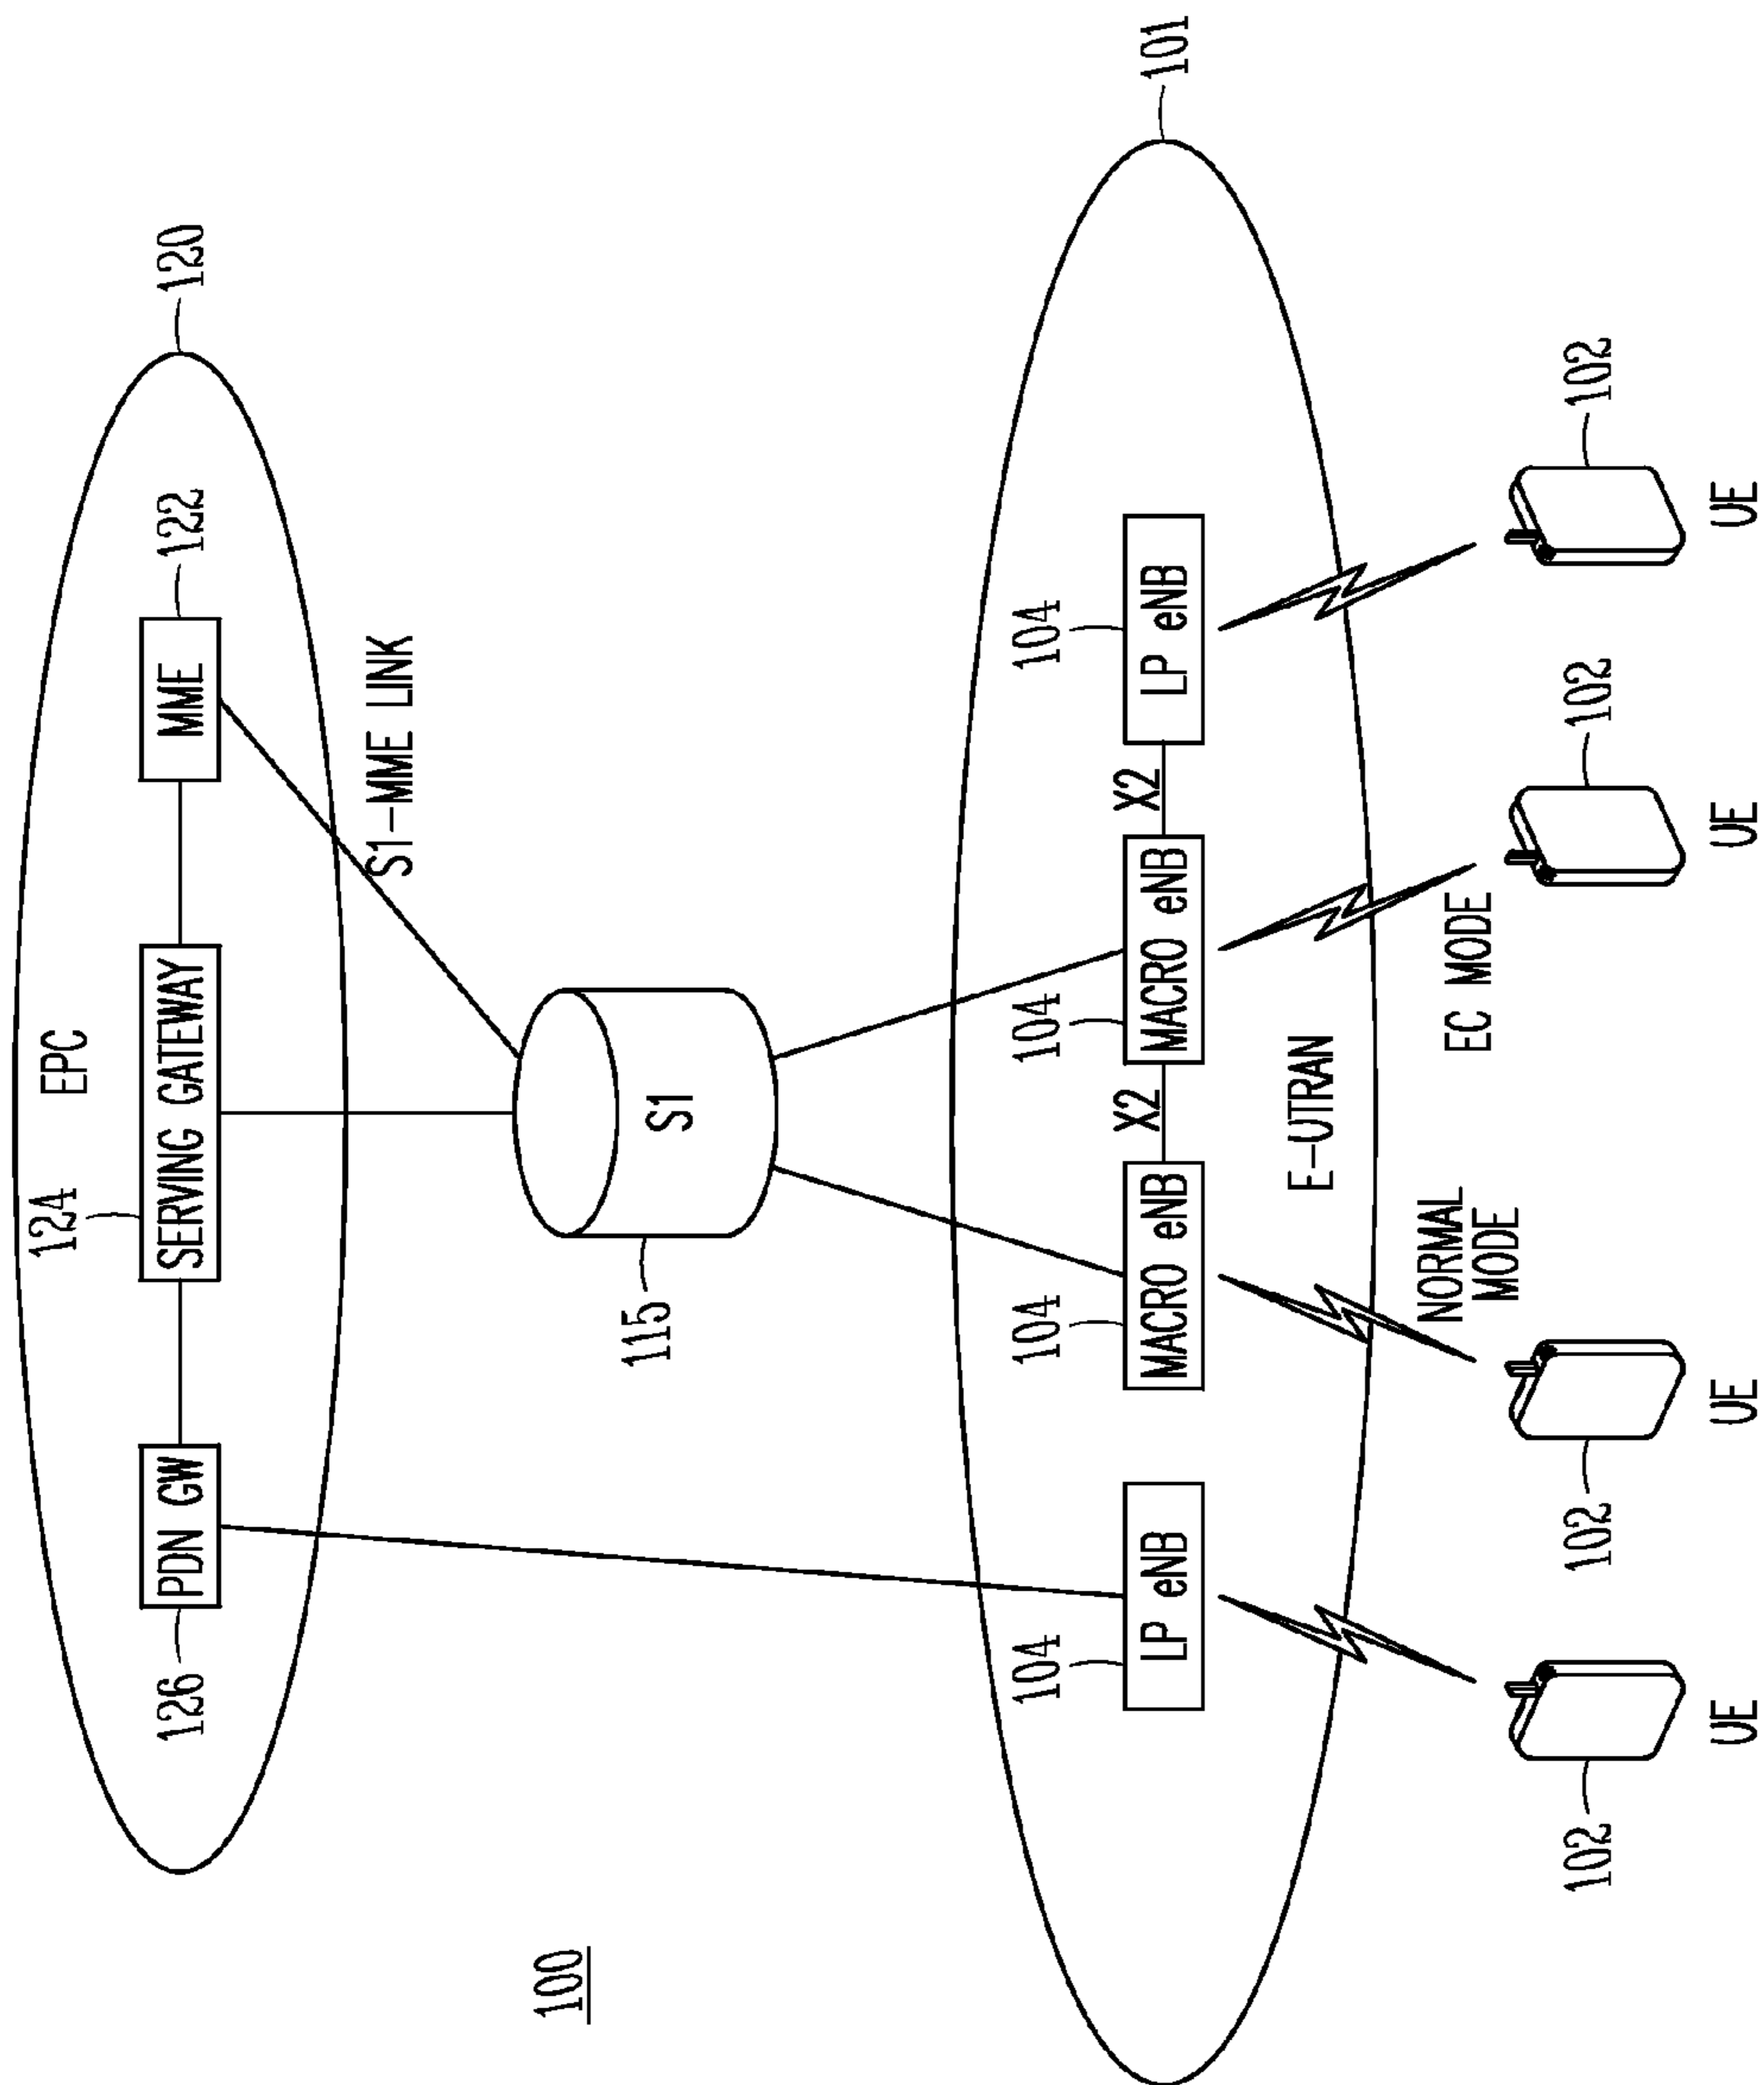 100
120
EPC
126
124
122
PDN GW
SERVING GATEWAY
MME
S1-MME LINK
115
S1
101
104
104
104
104
LP eNB
MACRO eNB
X2
MACRO eNB
X2
LP eNB
E-UTRAN
NORMAL
MODE
EC MODE
102
102
102
102
UE
UE
UE
UE